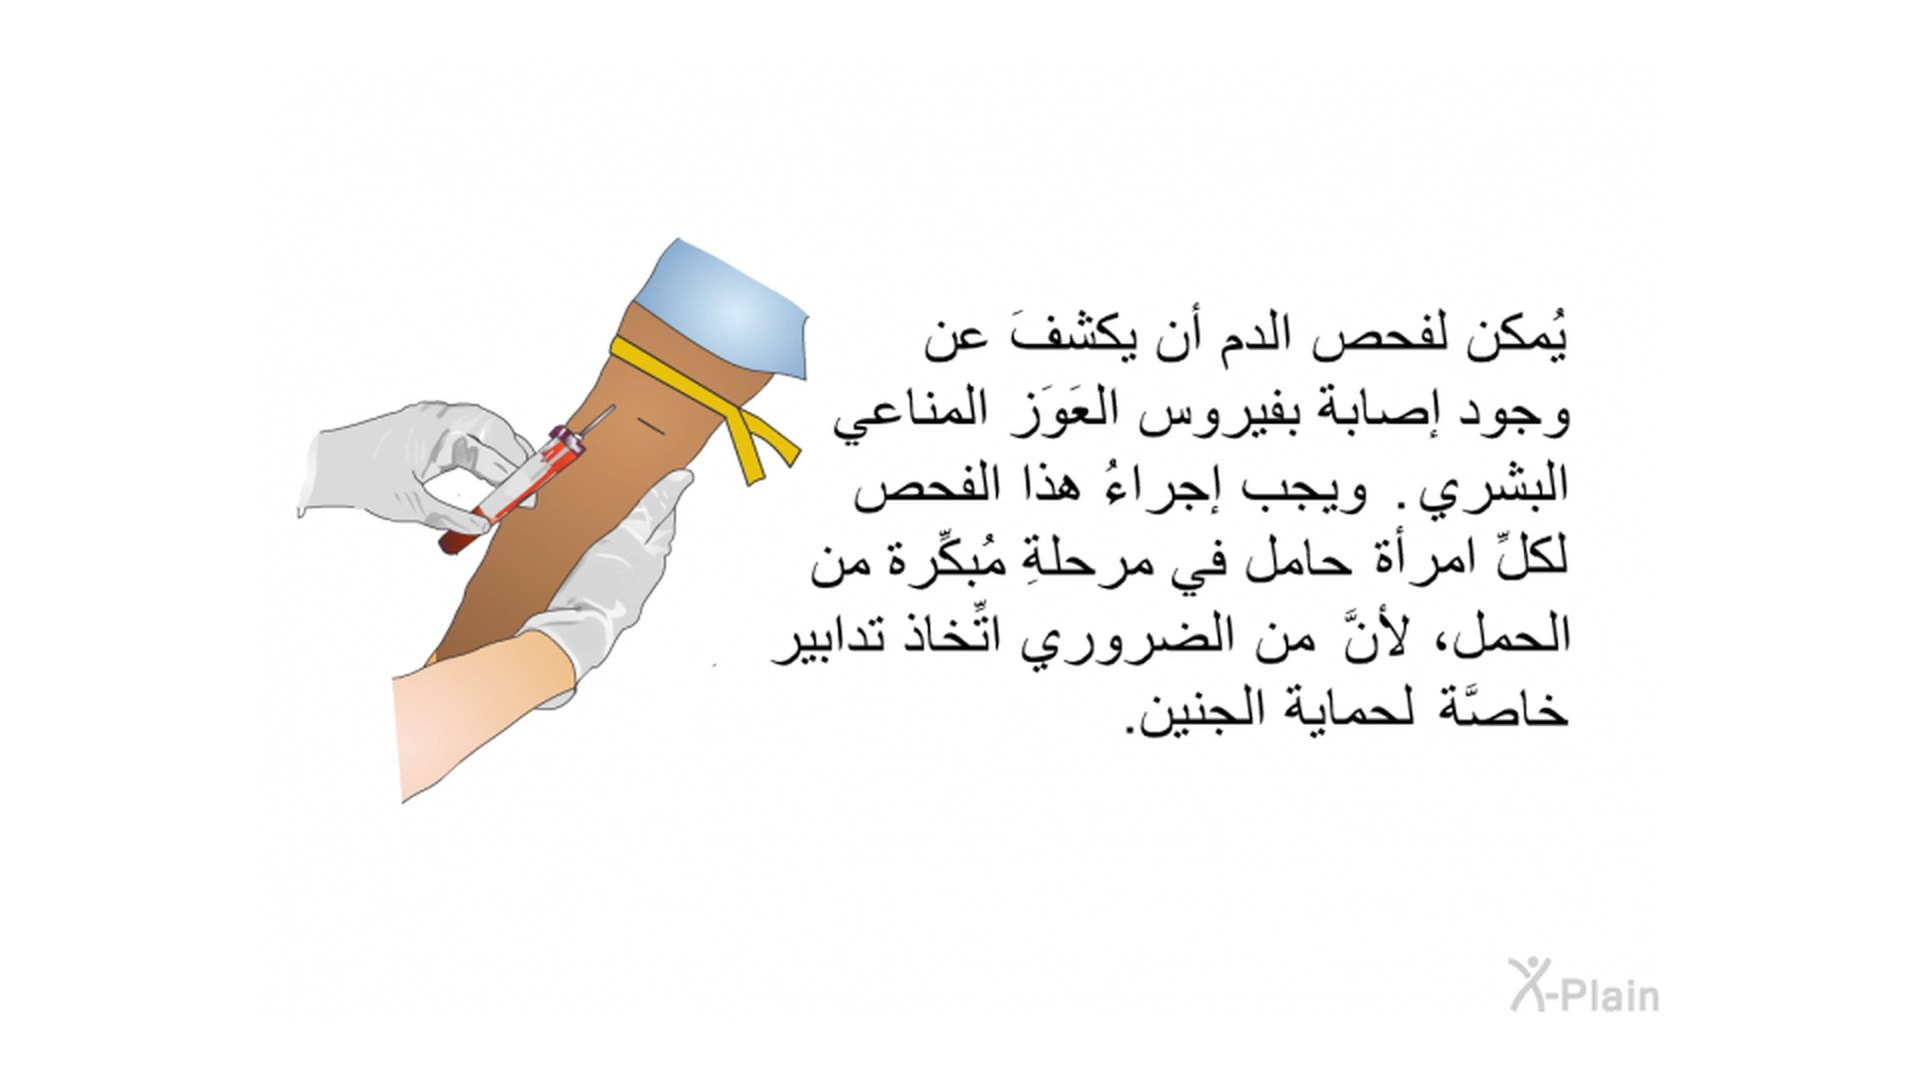 يُمكن لفحص الدم أن يكشفَ عن
وجود إصابة بفيروس العَوَز المناعي
البشري. ويجب إجراءُ هذا الفحص
لكلِّ امرأة حامل في مرحلةِ مُبكِّرة من
الحمل، لأنَّ من الضروري اتِّخاذ تدابير
خاصَّة لحماية الجنين.
X-Plain